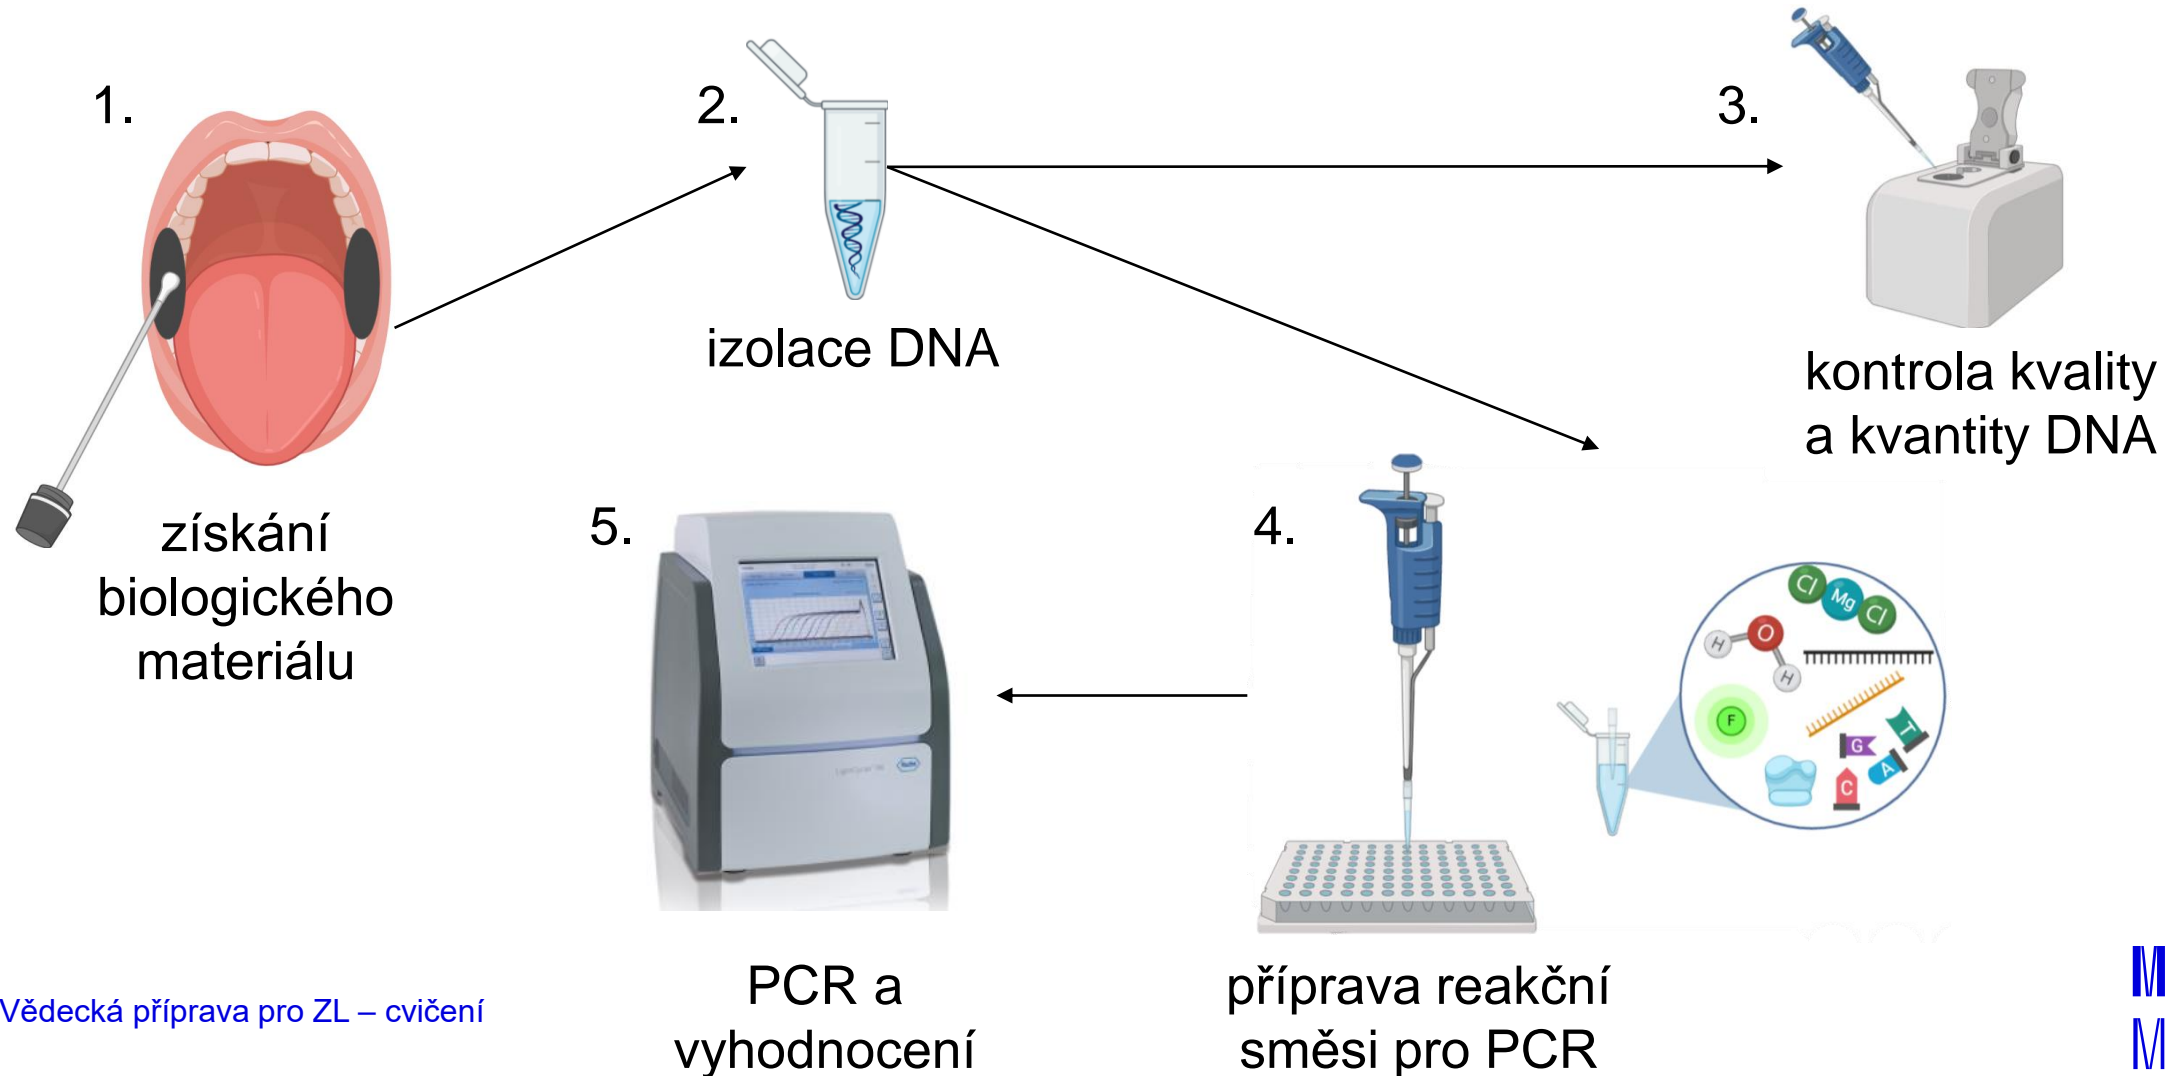 1.
2.
3.
izolace DNA
kontrola kvality
a kvantity DNA
získání
biologického
materiálu
5.
4.
Cl Mg Cl
H O H
F
G T
C A
PCR a
vyhodnocení
příprava reakční
směsi pro PCR
Vědecká příprava pro ZL – cvičení
M
M